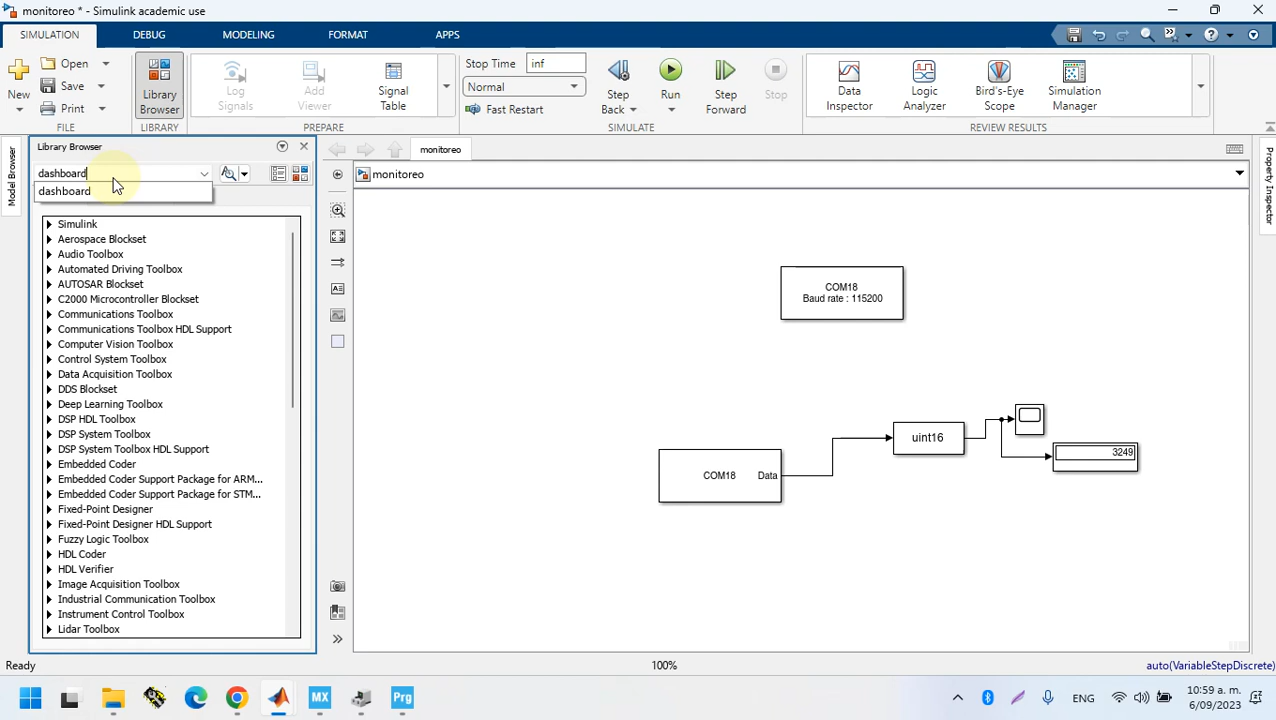 monitoreo * - Simulink academic use
SIMULATION DEBUG MODELING FORMAT APPS
New
Open
Save
Print
FILE
Library Browser
LIBRARY
Log Signals
Add Viewer
Signal Table
PREPARE
Stop Time inf
Normal
Fast Restart
Step Back
Run
Step Forward
Stop
SIMULATE
Data Inspector
Logic Analyzer
Bird's-Eye Scope
Simulation Manager
REVIEW RESULTS
Model Browser
Library Browser
dashboard
dashboard
Simulink
Aerospace Blockset
Audio Toolbox
Automated Driving Toolbox
AUTOSAR Blockset
C2000 Microcontroller Blockset
Communications Toolbox
Communications Toolbox HDL Support
Computer Vision Toolbox
Control System Toolbox
Data Acquisition Toolbox
DDS Blockset
Deep Learning Toolbox
DSP HDL Toolbox
DSP System Toolbox
DSP System Toolbox HDL Support
Embedded Coder
Embedded Coder Support Package for ARM...
Embedded Coder Support Package for STM...
Fixed-Point Designer
Fixed-Point Designer HDL Support
Fuzzy Logic Toolbox
HDL Coder
HDL Verifier
Image Acquisition Toolbox
Industrial Communication Toolbox
Instrument Control Toolbox
Lidar Toolbox
monitoreo
monitoreo
Property Inspector
COM18
Baud rate : 115200
COM18 Data
uint16
3249
Ready
100%
auto(VariableStepDiscrete)
MX
Prg
ENG
10:59 a. m.
6/09/2023